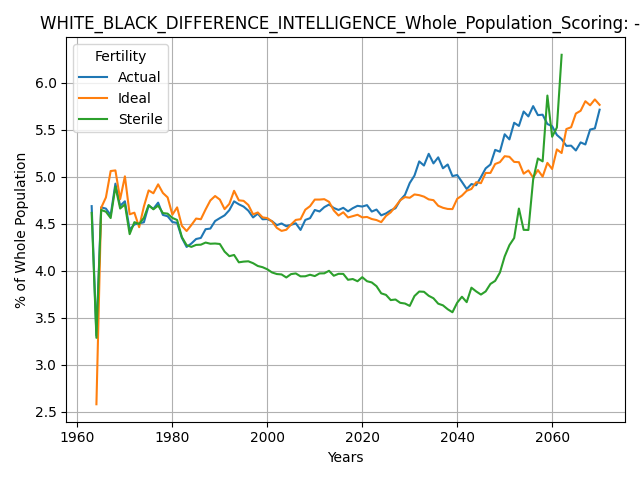 WHITE_BLACK_DIFFERENCE_INTELLIGENCE_Whole_Population_Scoring: -
Fertility
Actual
Ideal
Sterile
% of Whole Population
6.0
5.5
5.0
4.5
4.0
3.5
3.0
2.5
1960 1980 2000 2020 2040 2060
Years